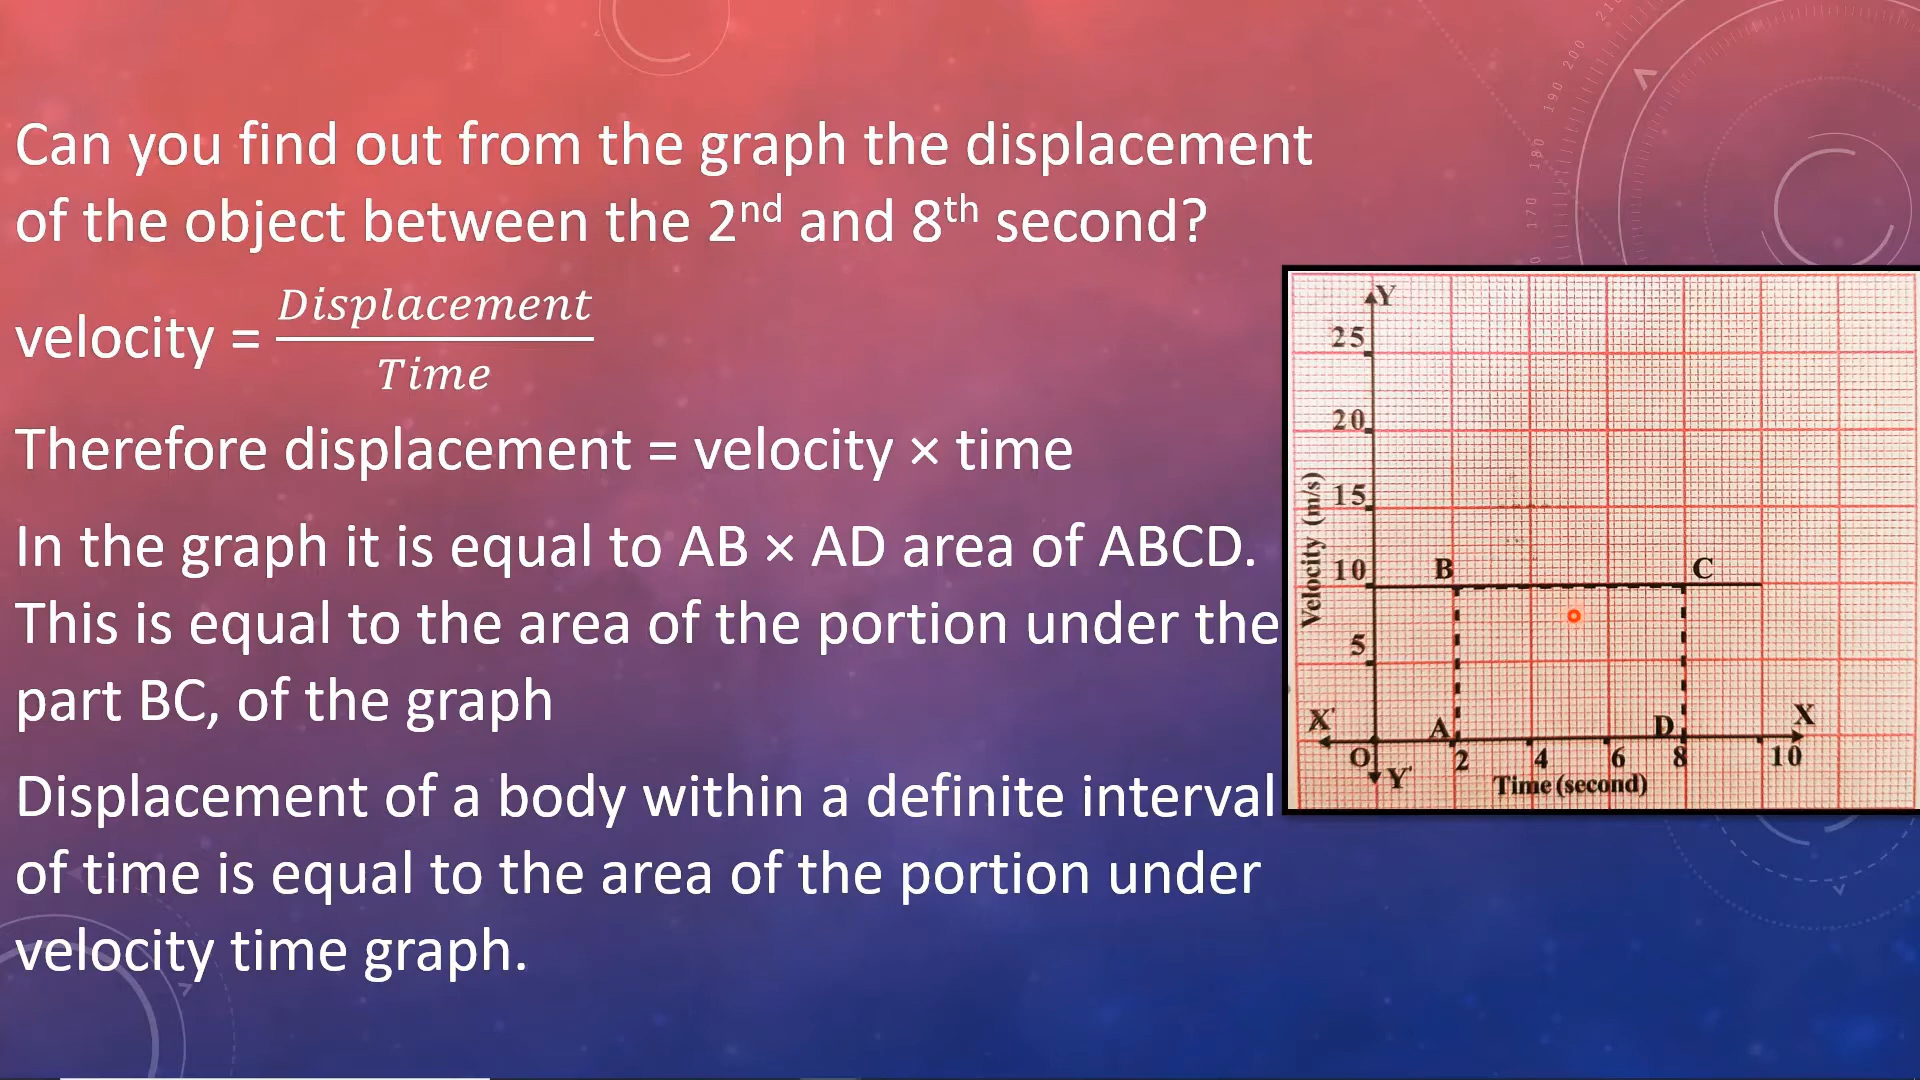 Can you find out from the graph the displacement
of the object between the 2nd and 8th second?
velocity = Displacement / Time
Therefore displacement = velocity × time
In the graph it is equal to AB × AD area of ABCD.
This is equal to the area of the portion under the
part BC, of the graph
Displacement of a body within a definite interval
of time is equal to the area of the portion under
velocity time graph.
Y
25
20
15
10
5
Velocity (m/s)
B C
X' A D X
O 2 4 6 8 10
Y' Time (second)
170
180
190
200